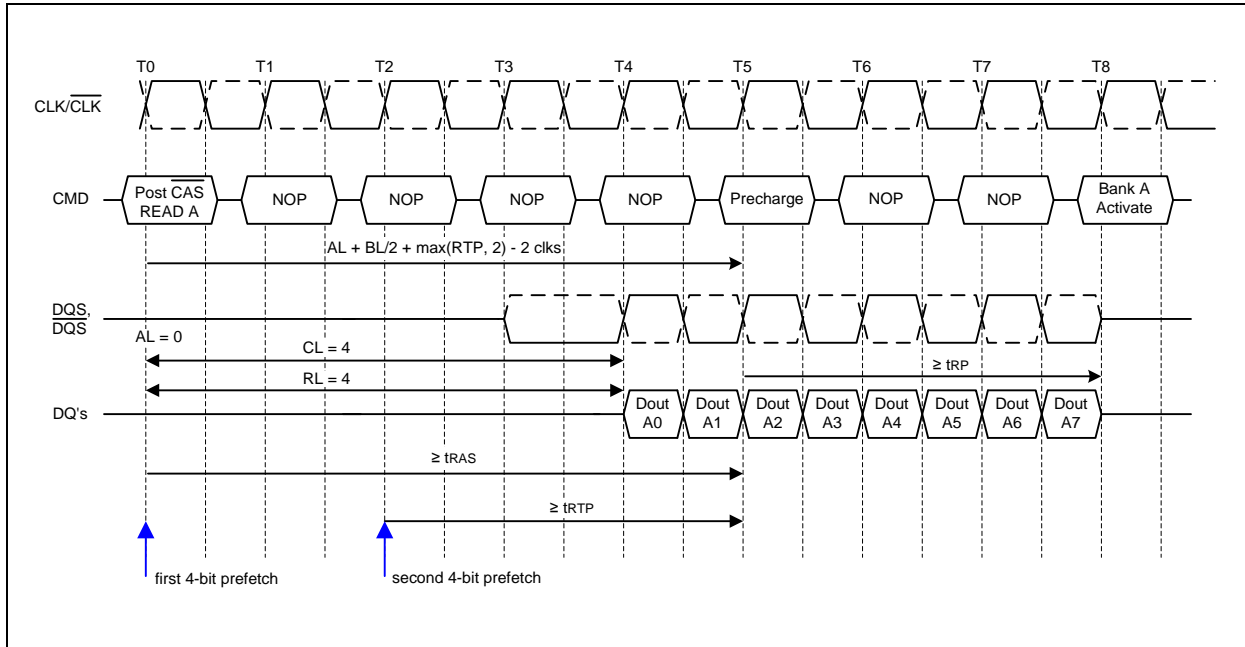 T0 T1 T2 T3 T4 T5 T6 T7 T8
CLK/CLK
CMD
Post CAS
READ A
NOP NOP NOP NOP Precharge NOP NOP
Bank A
Activate
AL + BL/2 + max(RTP, 2) - 2 clks
DQS,
DQS
AL = 0
CL = 4
≥ tRP
RL = 4
DQ's
Dout
A0
Dout
A1
Dout
A2
Dout
A3
Dout
A4
Dout
A5
Dout
A6
Dout
A7
≥ tRAS
≥ tRTP
first 4-bit prefetch
second 4-bit prefetch